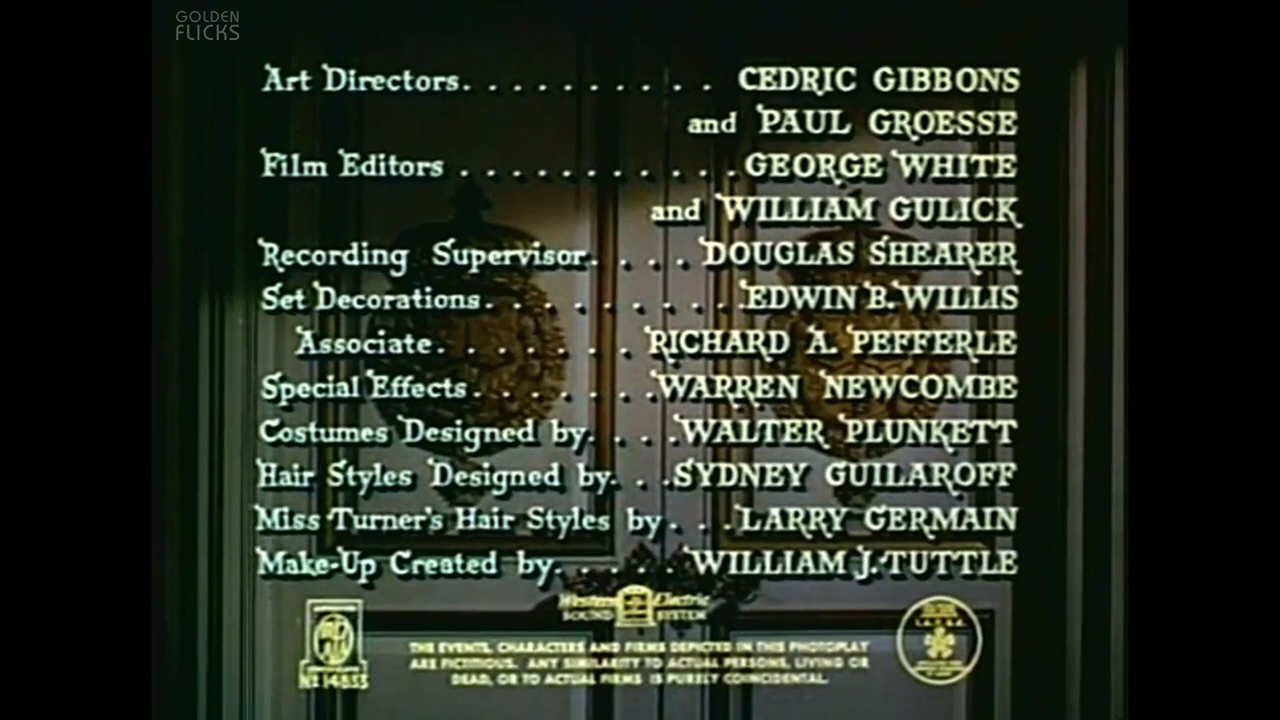 GOLDEN
FLICKS
Art Directors. . . . . . . . . . . CEDRIC GIBBONS
and PAUL GROESSE
Film Editors . . . . . . . . . . . . GEORGE WHITE
and WILLIAM GULICK
Recording Supervisor. . . . . DOUGLAS SHEARER
Set Decorations. . . . . . . . . . . EDWIN B. WILLIS
Associate. . . . . . . . RICHARD A. PEFFERLE
Special Effects . . . . . . . WARREN NEWCOMBE
Costumes Designed by. . . . WALTER PLUNKETT
Hair Styles Designed by. . . SYDNEY GUILAROFF
Miss Turner's Hair Styles by . . . LARRY GERMAIN
Make-Up Created by. . . . . WILLIAM J. TUTTLE
Western Electric
SOUND SYSTEM
THE EVENTS, CHARACTERS AND FIRMS DEPICTED IN THIS PHOTOPLAY
ARE FICTITIOUS. ANY SIMILARITY TO ACTUAL PERSONS, LIVING OR
DEAD, OR TO ACTUAL FIRMS IS PURELY COINCIDENTAL.